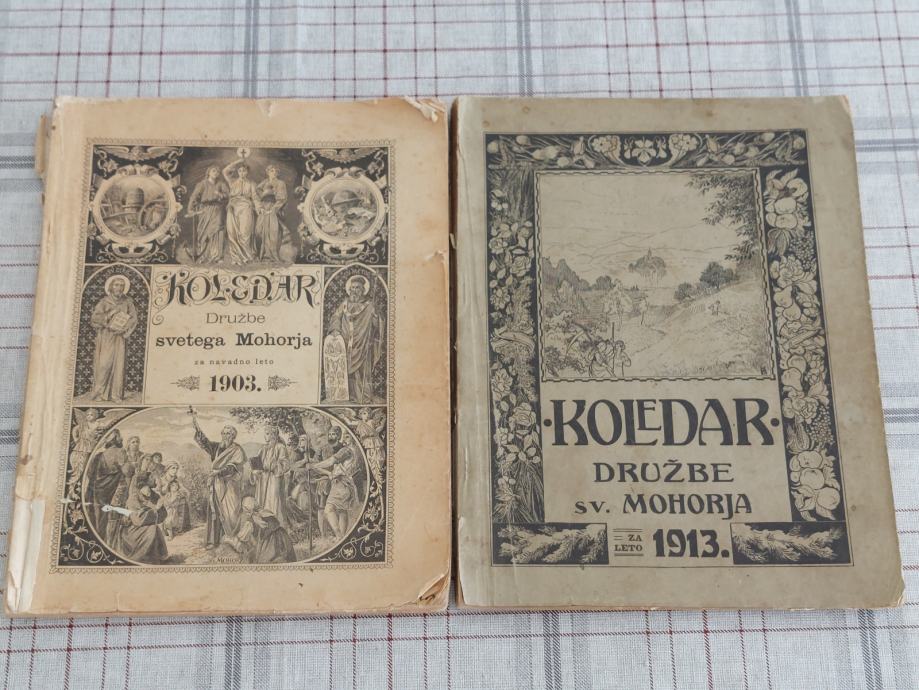 KOLEDAR
Družbe
svetega Mohorja
za navadno leto
1903.
KOLEDAR
DRUŽBE
SV. MOHORJA
ZA
LETO
1913.